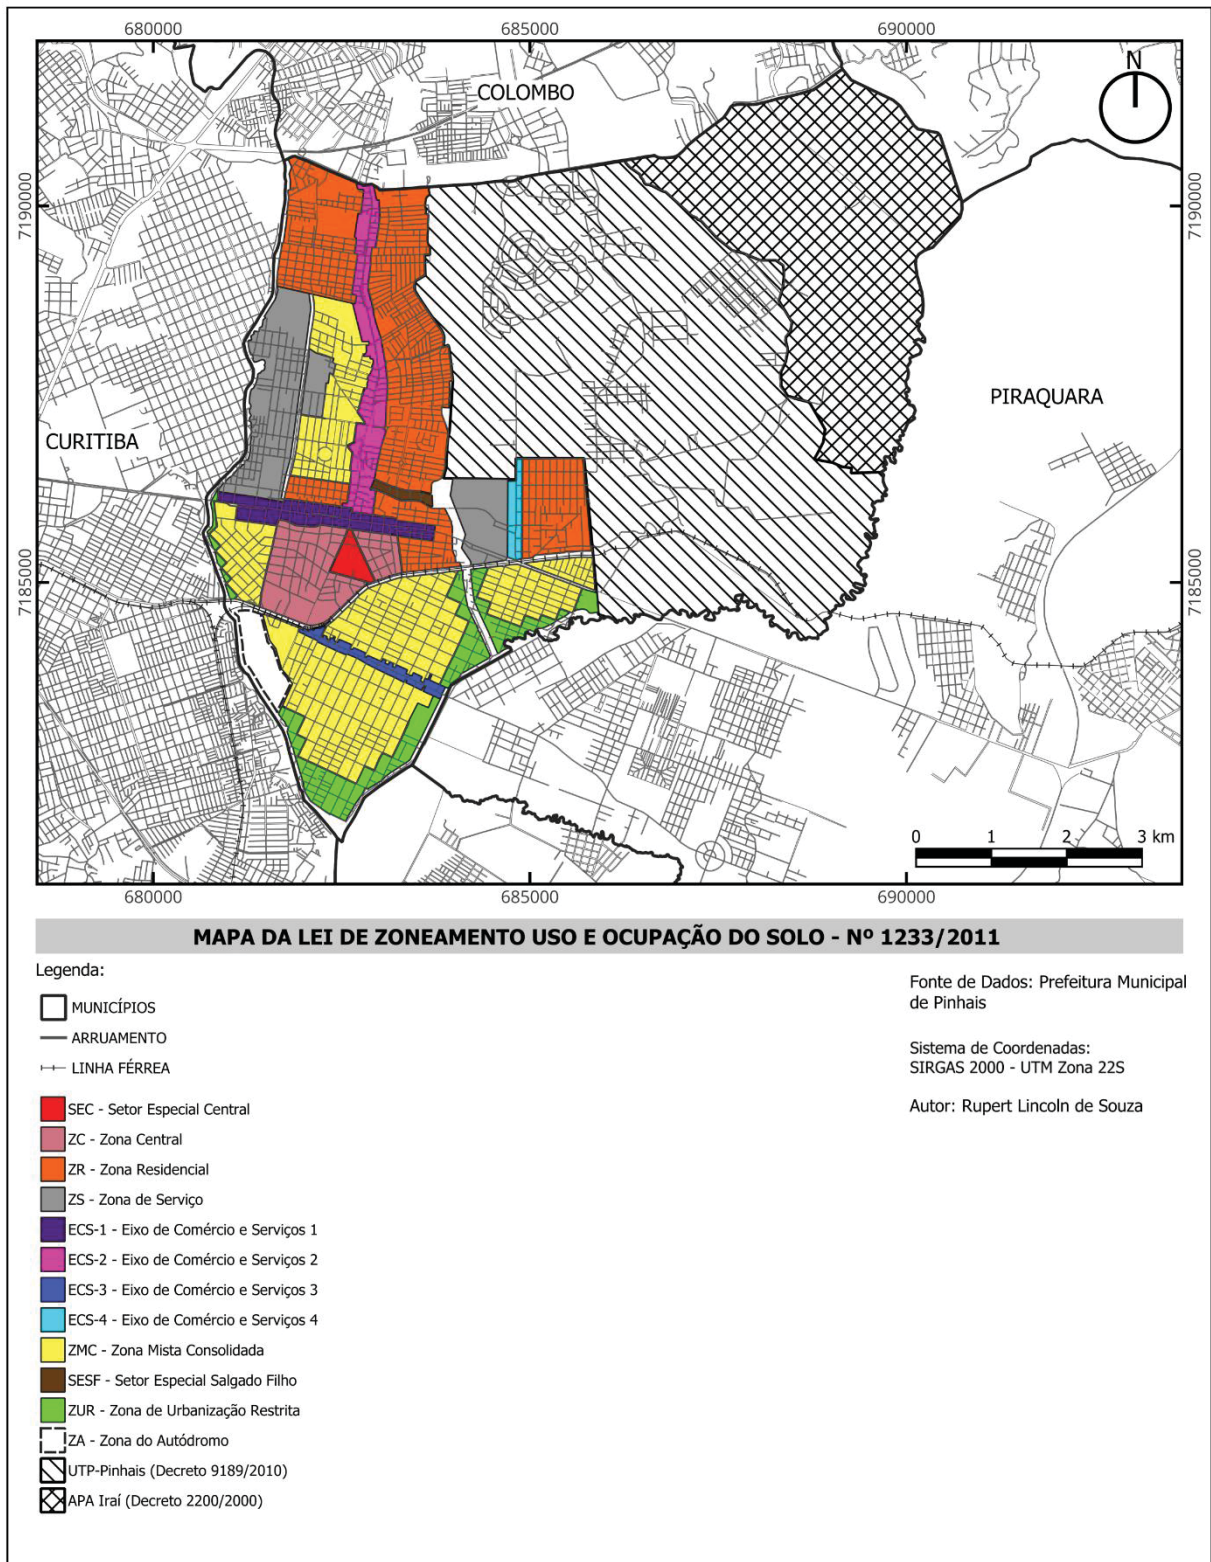 680000
685000
690000
N
COLOMBO
7190000
7190000
PIRAQUARA
CURITIBA
7185000
7185000
0 1 2 3 km
680000
685000
690000
MAPA DA LEI DE ZONEAMENTO USO E OCUPAÇÃO DO SOLO - Nº 1233/2011
Legenda:
MUNICÍPIOS
ARRUAMENTO
LINHA FÉRREA
SEC - Setor Especial Central
ZC - Zona Central
ZR - Zona Residencial
ZS - Zona de Serviço
ECS-1 - Eixo de Comércio e Serviços 1
ECS-2 - Eixo de Comércio e Serviços 2
ECS-3 - Eixo de Comércio e Serviços 3
ECS-4 - Eixo de Comércio e Serviços 4
ZMC - Zona Mista Consolidada
SESF - Setor Especial Salgado Filho
ZUR - Zona de Urbanização Restrita
ZA - Zona do Autódromo
UTP-Pinhais (Decreto 9189/2010)
APA Iraí (Decreto 2200/2000)
Fonte de Dados: Prefeitura Municipal
de Pinhais
Sistema de Coordenadas:
SIRGAS 2000 - UTM Zona 22S
Autor: Rupert Lincoln de Souza